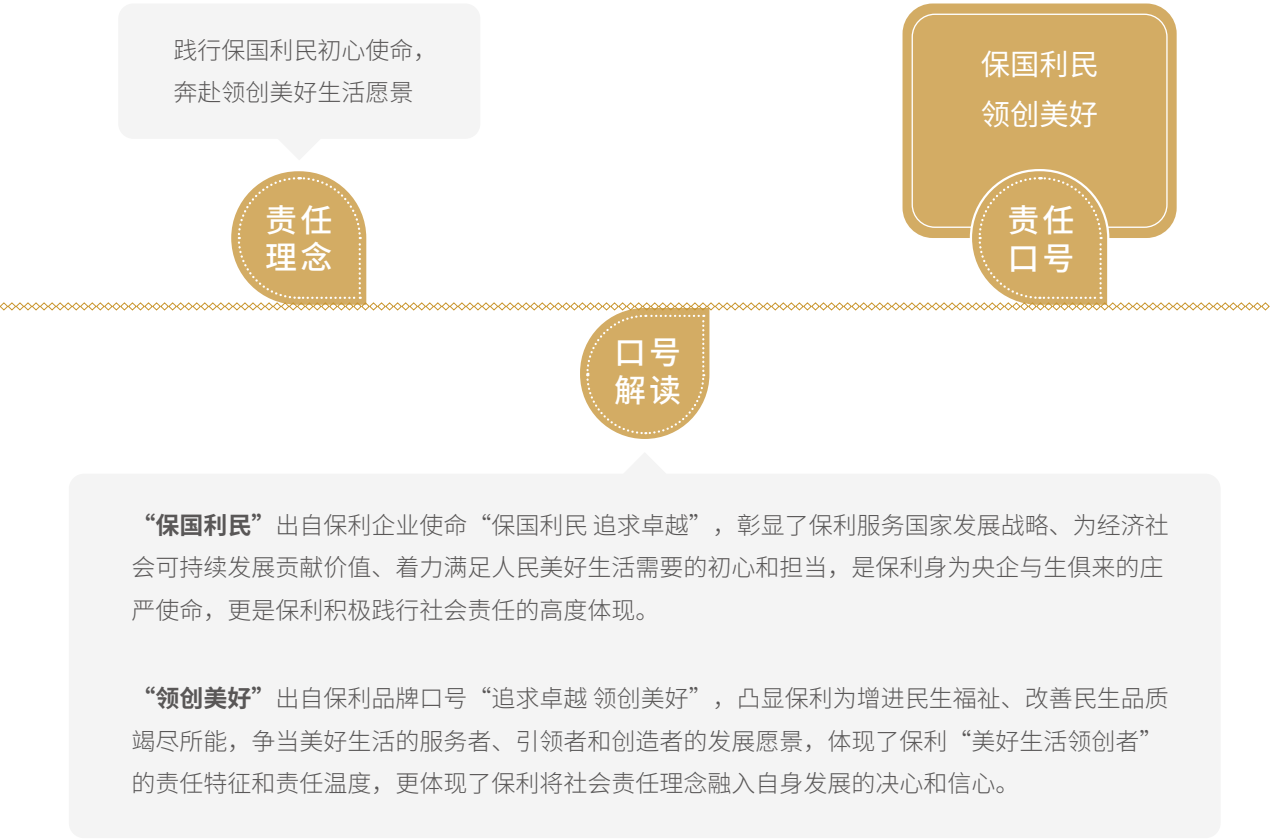 践行保国利民初心使命，
奔赴领创美好生活愿景
责任
理念
保国利民
领创美好
责任
口号
口号
解读
“保国利民”出自保利企业使命“保国利民 追求卓越”，彰显了保利服务国家发展战略、为经济社
会可持续发展贡献价值、着力满足人民美好生活需要的初心和担当，是保利身为央企与生俱来的庄
严使命，更是保利积极践行社会责任的高度体现。
“领创美好”出自保利品牌口号“追求卓越 领创美好”，凸显保利为增进民生福祉、改善民生品质
竭尽所能，争当美好生活的服务者、引领者和创造者的发展愿景，体现了保利“美好生活领创者”
的责任特征和责任温度，更体现了保利将社会责任理念融入自身发展的决心和信心。